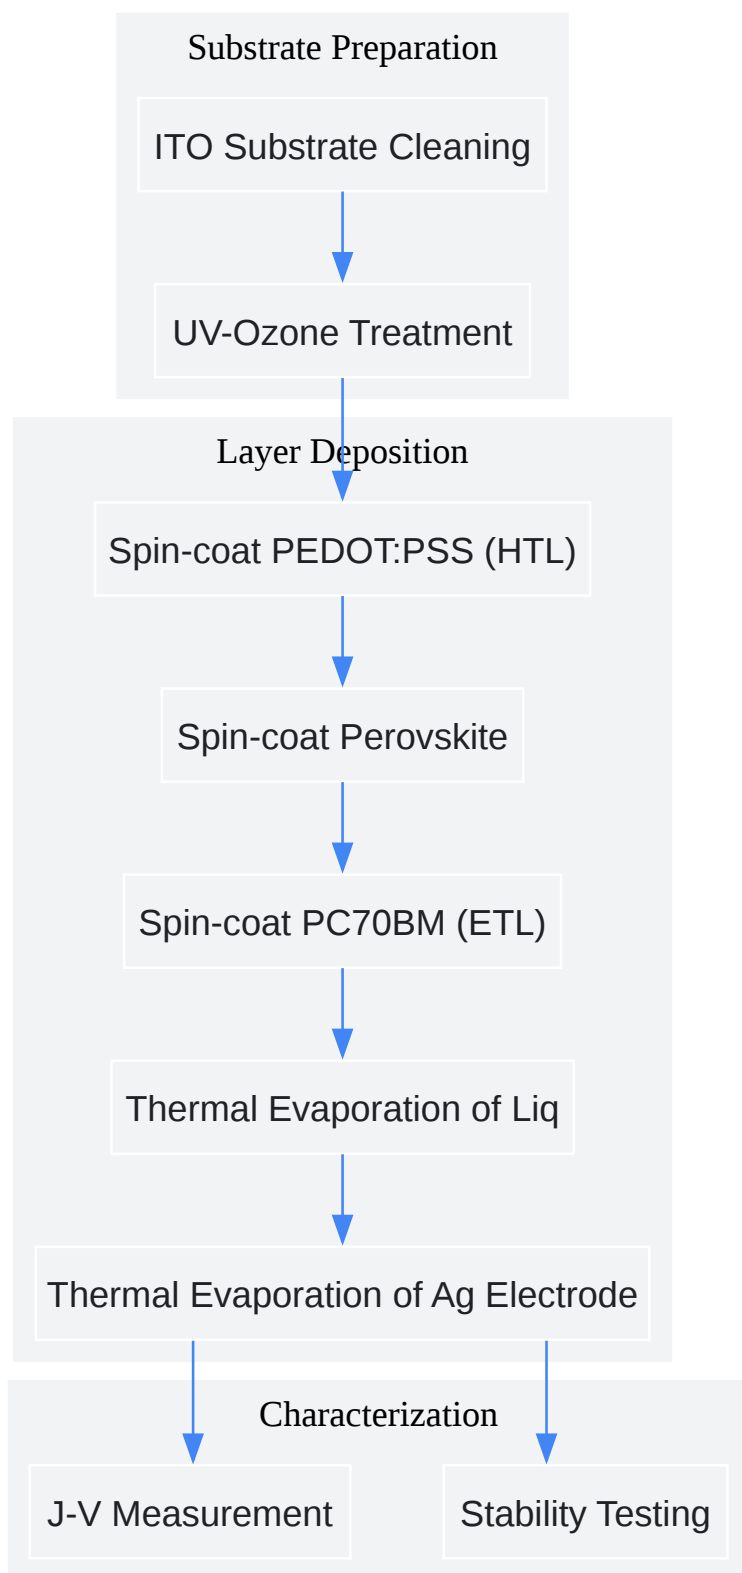 Substrate Preparation
ITO Substrate Cleaning
UV-Ozone Treatment
Layer Deposition
Spin-coat PEDOT:PSS (HTL)
Spin-coat Perovskite
Spin-coat PC70BM (ETL)
Thermal Evaporation of Liq
Thermal Evaporation of Ag Electrode
Characterization
J-V Measurement
Stability Testing